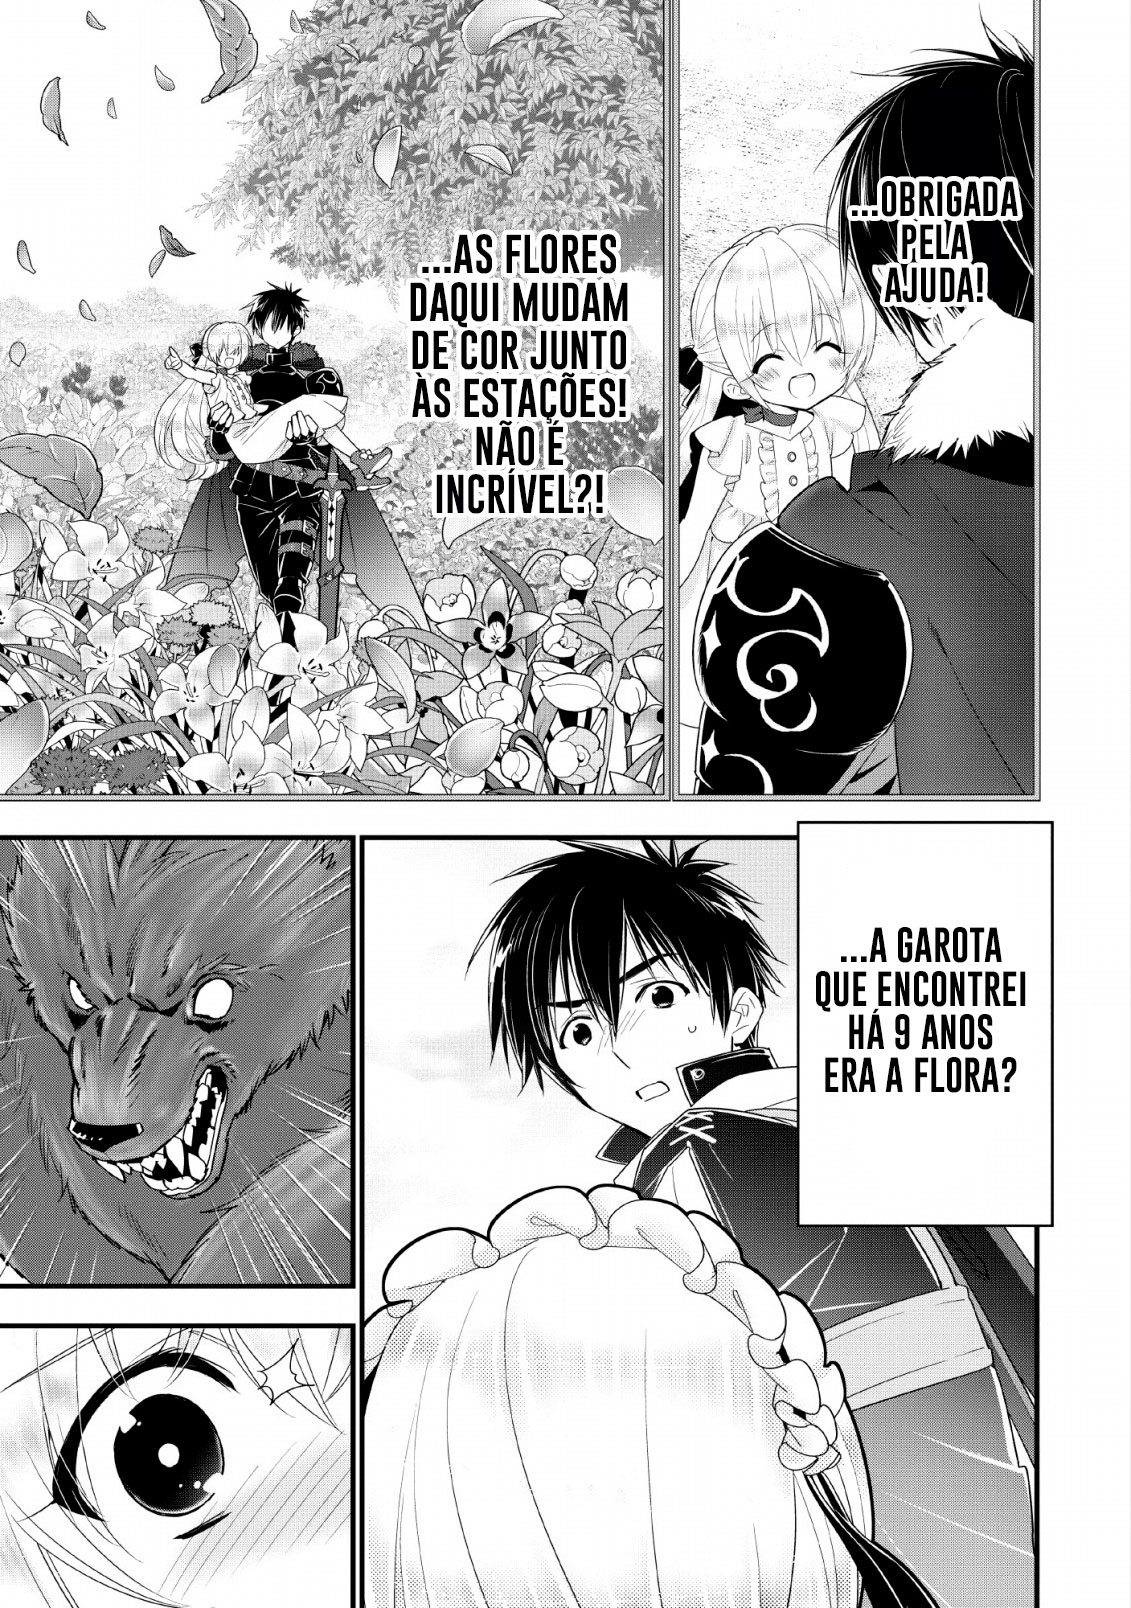 ...OBRIGADA
PELA
AJUDA!
...AS FLORES
DAQUI MUDAM
DE COR JUNTO
ÀS ESTAÇÕES!
NÃO É
INCRÍVEL?!
...A GAROTA
QUE ENCONTREI
HÁ 9 ANOS
ERA A FLORA?